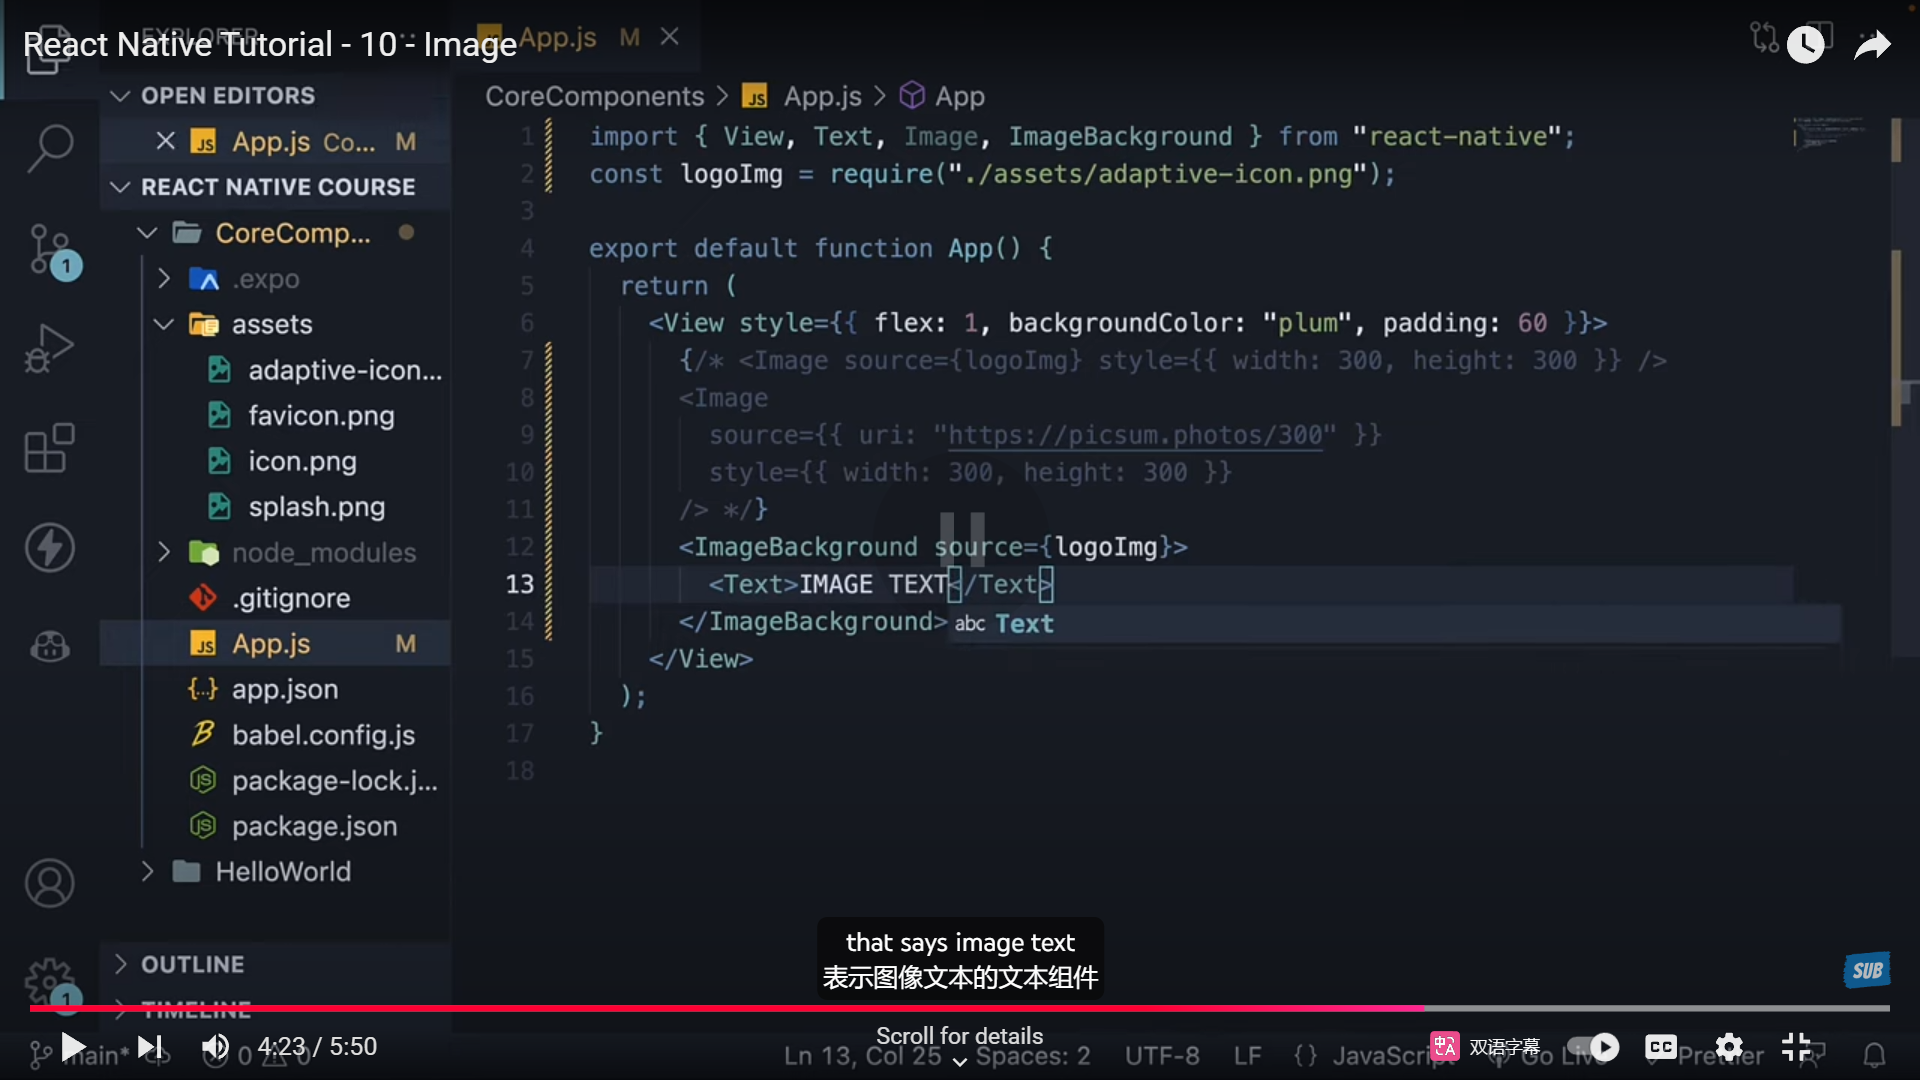 React Native Tutorial - 10 - Image
EXPLORER
App.js M
OPEN EDITORS
App.js Co... M
REACT NATIVE COURSE
CoreComp...
.expo
assets
adaptive-icon...
favicon.png
icon.png
splash.png
node_modules
.gitignore
App.js M
app.json
babel.config.js
package-lock.j...
package.json
HelloWorld
OUTLINE
TIMELINE
1
1
CoreComponents > App.js > App
1 import { View, Text, Image, ImageBackground } from "react-native";
2 const logoImg = require("./assets/adaptive-icon.png");
3
4 export default function App() {
5 return (
6 <View style={{ flex: 1, backgroundColor: "plum", padding: 60 }}>
7 {/* <Image source={logoImg} style={{ width: 300, height: 300 }} />
8 <Image
9 source={{ uri: "https://picsum.photos/300" }}
10 style={{ width: 300, height: 300 }}
11 /> */}
12 <ImageBackground source={logoImg}>
13 <Text>IMAGE TEXT</Text>
14 </ImageBackground>
abc Text
15 </View>
16 );
17 }
18
that says image text
表示图像文本的文本组件
SUB
Scroll for details
4:23 / 5:50
双语字幕
CC
main* 0 0 Ln 13, Col 25 Spaces: 2 UTF-8 LF {} JavaScript Go Live Prettier